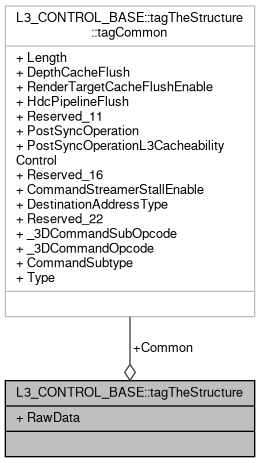 L3_CONTROL_BASE::tagTheStructure
::tagCommon
+ Length
+ DepthCacheFlush
+ RenderTargetCacheFlushEnable
+ HdcPipelineFlush
+ Reserved_11
+ PostSyncOperation
+ PostSyncOperationL3Cacheability
Control
+ Reserved_16
+ CommandStreamerStallEnable
+ DestinationAddressType
+ Reserved_22
+ _3DCommandSubOpcode
+ _3DCommandOpcode
+ CommandSubtype
+ Type
+Common
L3_CONTROL_BASE::tagTheStructure
+ RawData